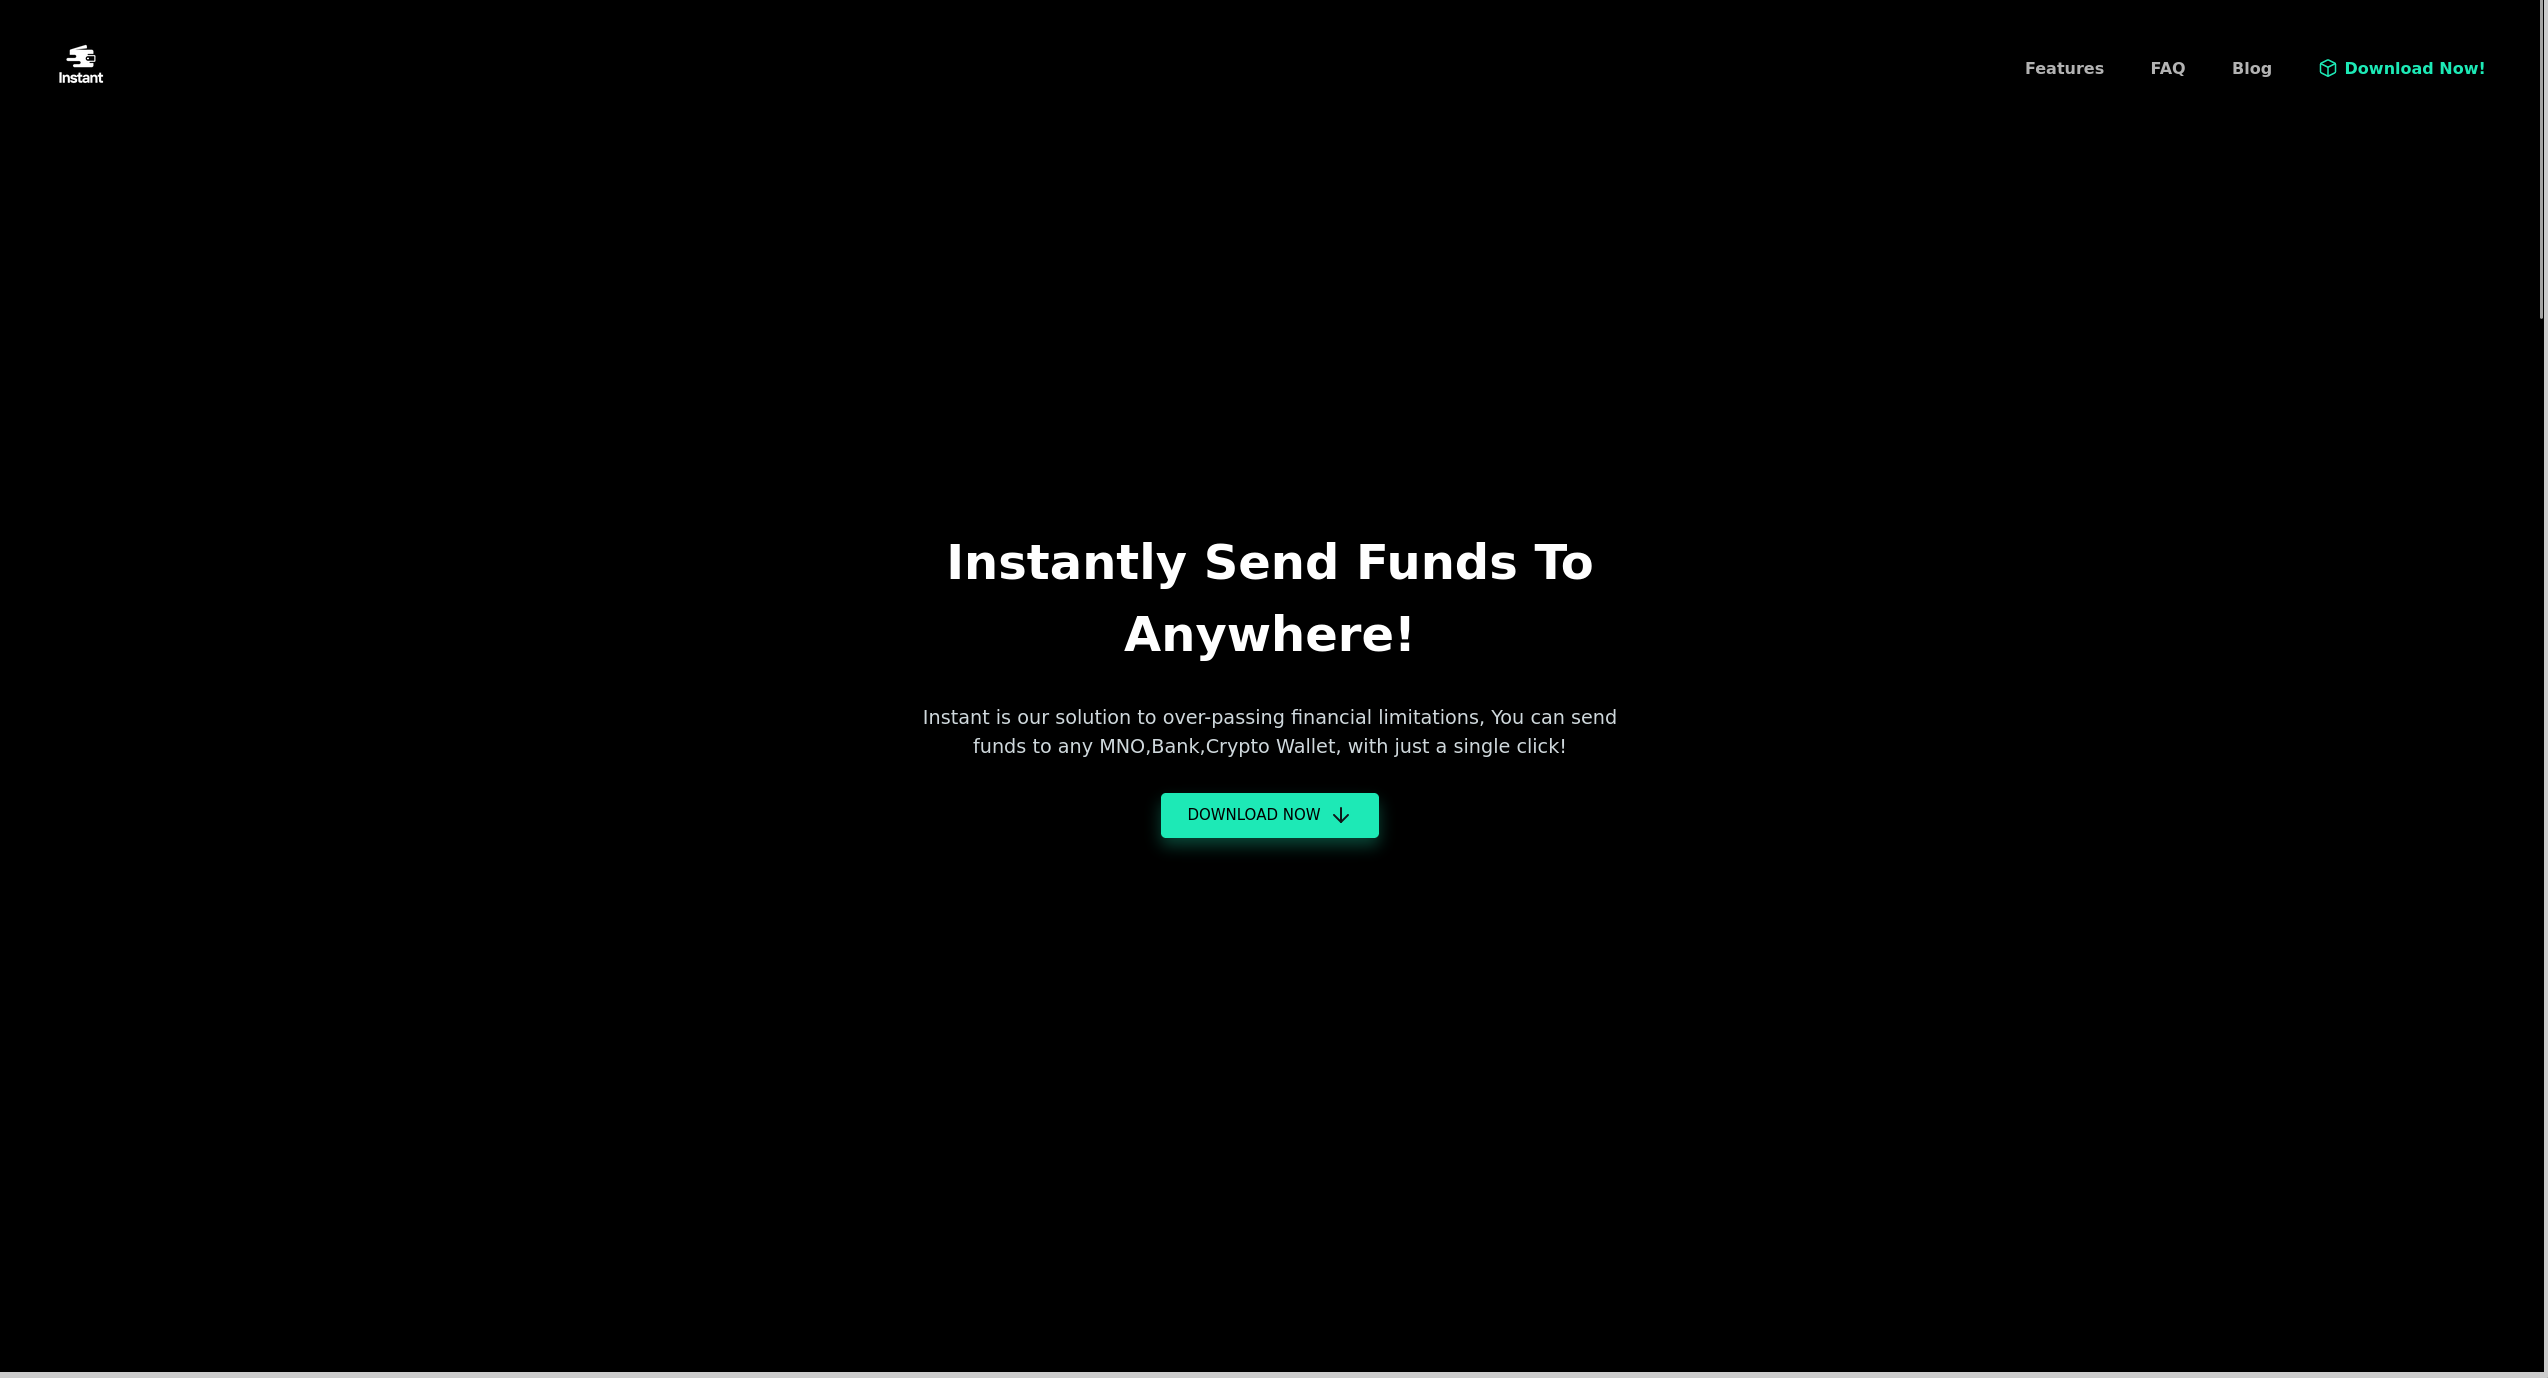 Instant
Features
FAQ
Blog
Download Now!
Instantly Send Funds To
Anywhere!
Instant is our solution to over-passing financial limitations, You can send
funds to any MNO,Bank,Crypto Wallet, with just a single click!
DOWNLOAD NOW